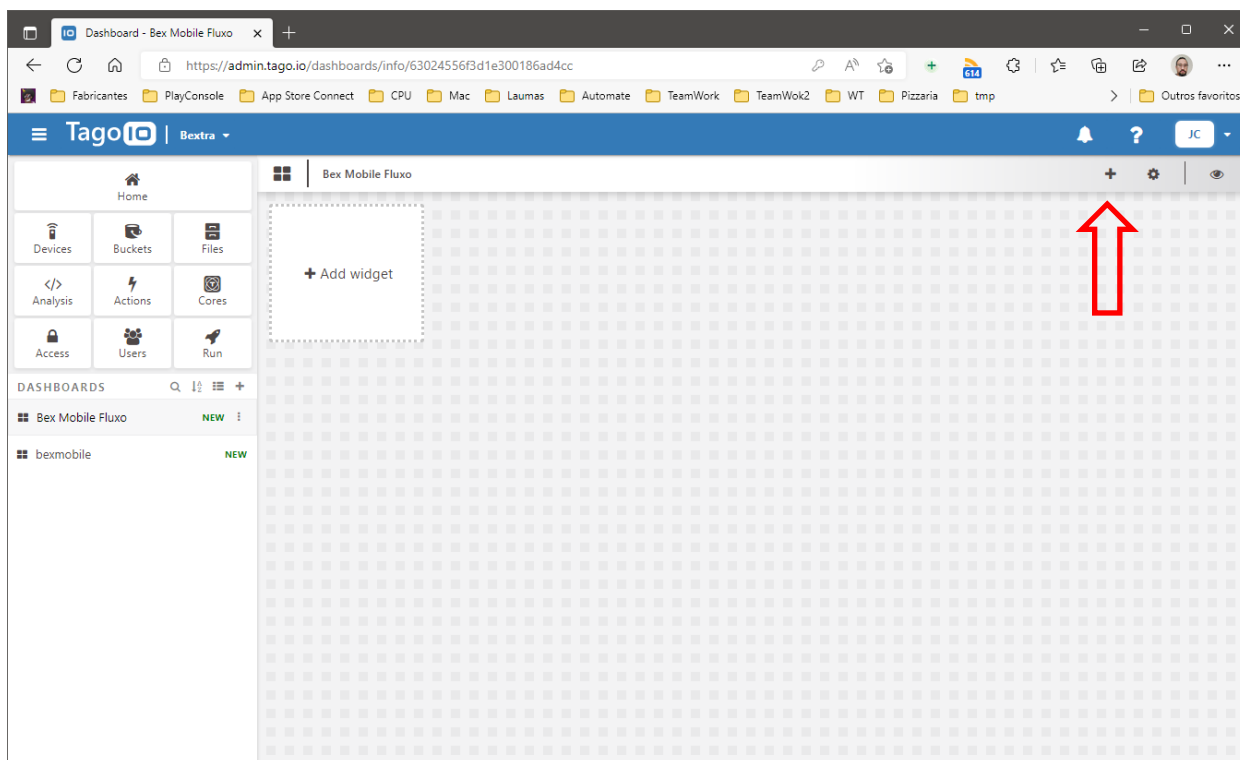 Dashboard - Bex Mobile Fluxo
https://admin.tago.io/dashboards/info/63024556f3d1e300186ad4cc
614
Fabricantes PlayConsole App Store Connect CPU Mac Laumas Automate TeamWork TeamWok2 WT Pizzaria tmp Outros favoritos
TagoIO | Bextra ? JC
Home
Bex Mobile Fluxo
Devices Buckets Files
+ Add widget
</> Analysis Actions Cores
Access Users Run
DASHBOARDS
Bex Mobile Fluxo NEW
bexmobile NEW